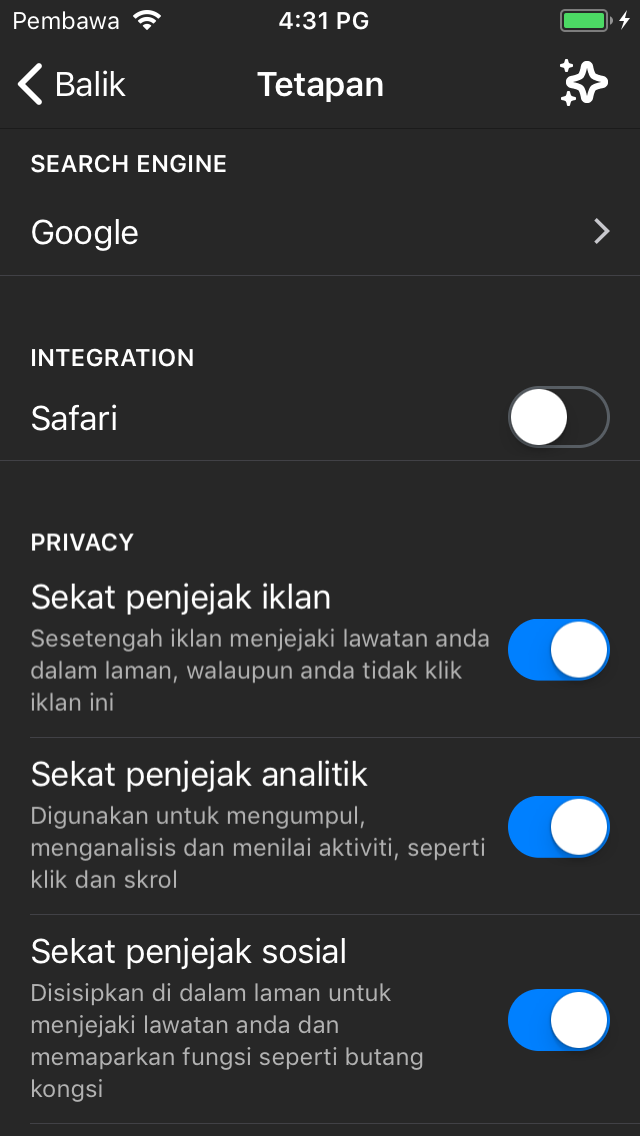 Pembawa 4:31 PG
Balik Tetapan
SEARCH ENGINE
Google
INTEGRATION
Safari
PRIVACY
Sekat penjejak iklan
Sesetengah iklan menjejaki lawatan anda
dalam laman, walaupun anda tidak klik
iklan ini
Sekat penjejak analitik
Digunakan untuk mengumpul,
menganalisis dan menilai aktiviti, seperti
klik dan skrol
Sekat penjejak sosial
Disisipkan di dalam laman untuk
menjejaki lawatan anda dan
memaparkan fungsi seperti butang
kongsi